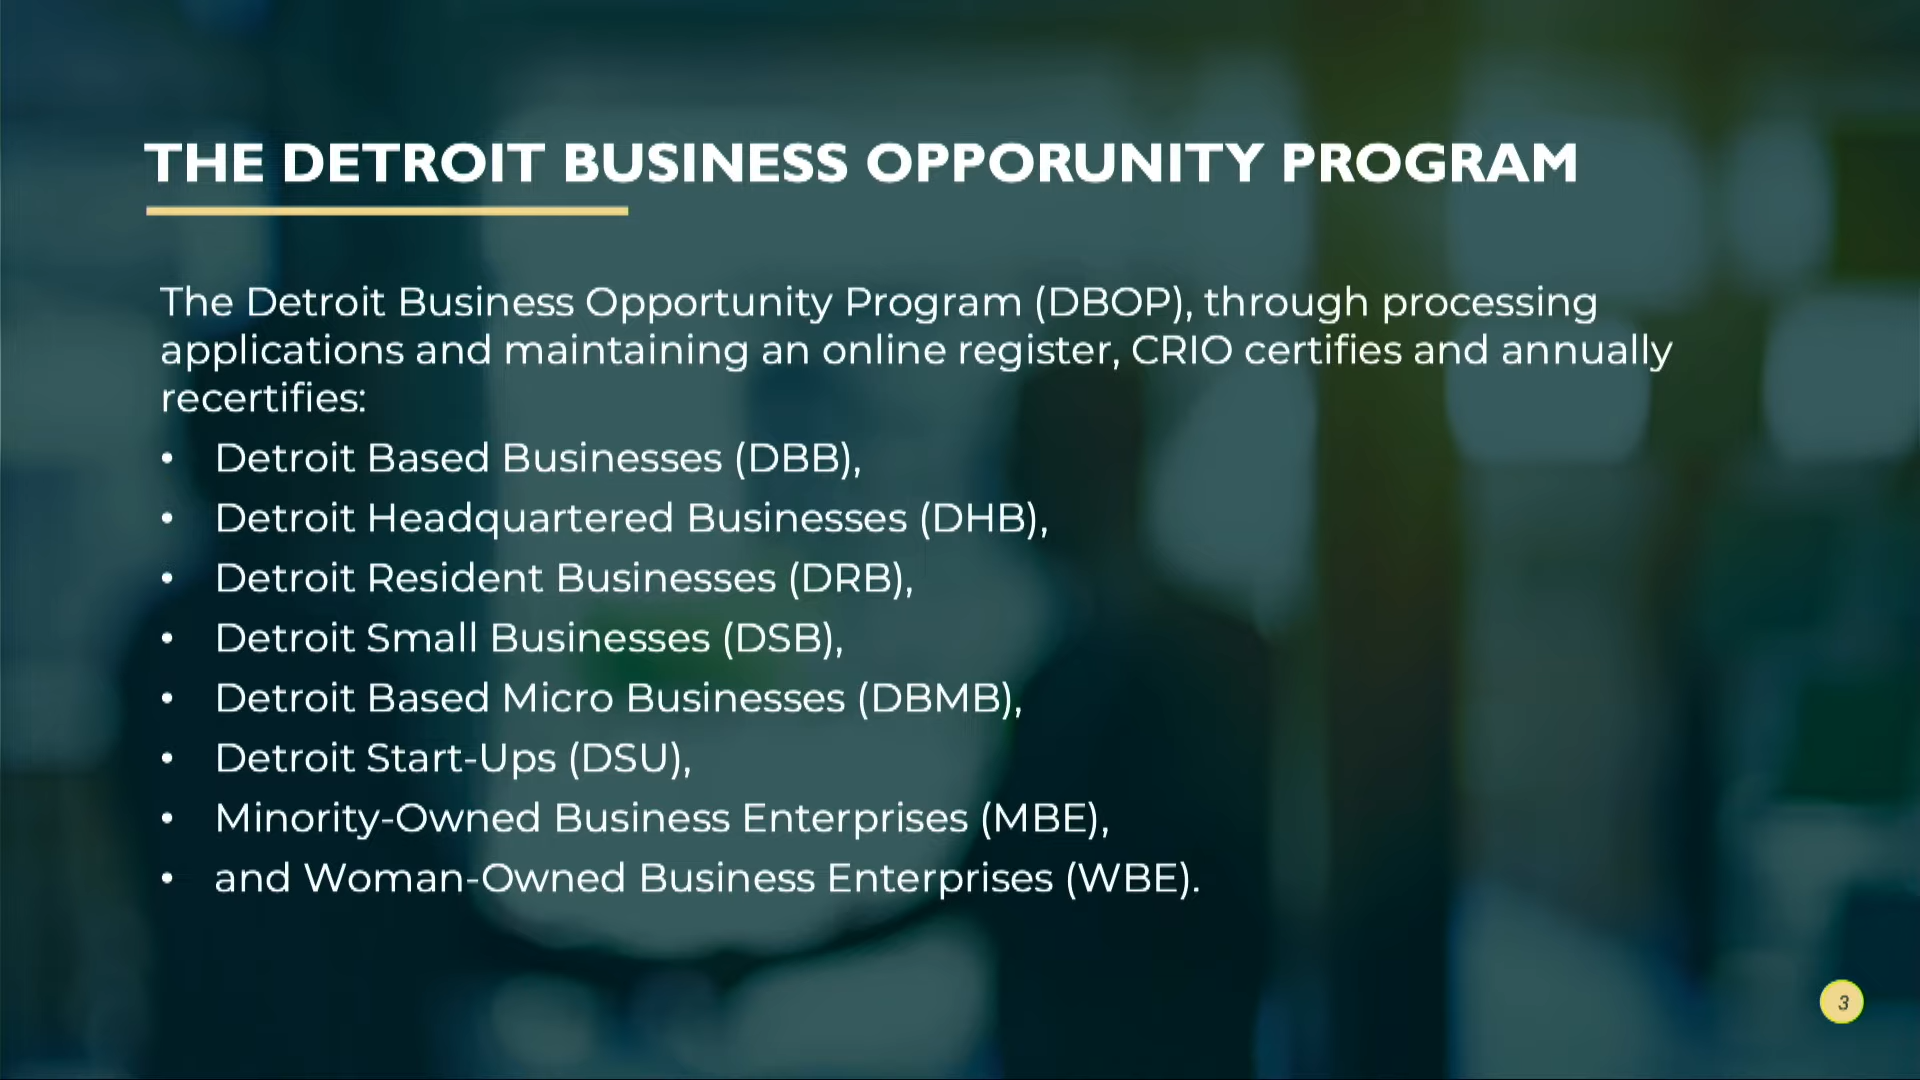 THE DETROIT BUSINESS OPPORUNITY PROGRAM
The Detroit Business Opportunity Program (DBOP), through processing
applications and maintaining an online register, CRIO certifies and annually
recertifies:
• Detroit Based Businesses (DBB),
• Detroit Headquartered Businesses (DHB),
• Detroit Resident Businesses (DRB),
• Detroit Small Businesses (DSB),
• Detroit Based Micro Businesses (DBMB),
• Detroit Start-Ups (DSU),
• Minority-Owned Business Enterprises (MBE),
• and Woman-Owned Business Enterprises (WBE).
3